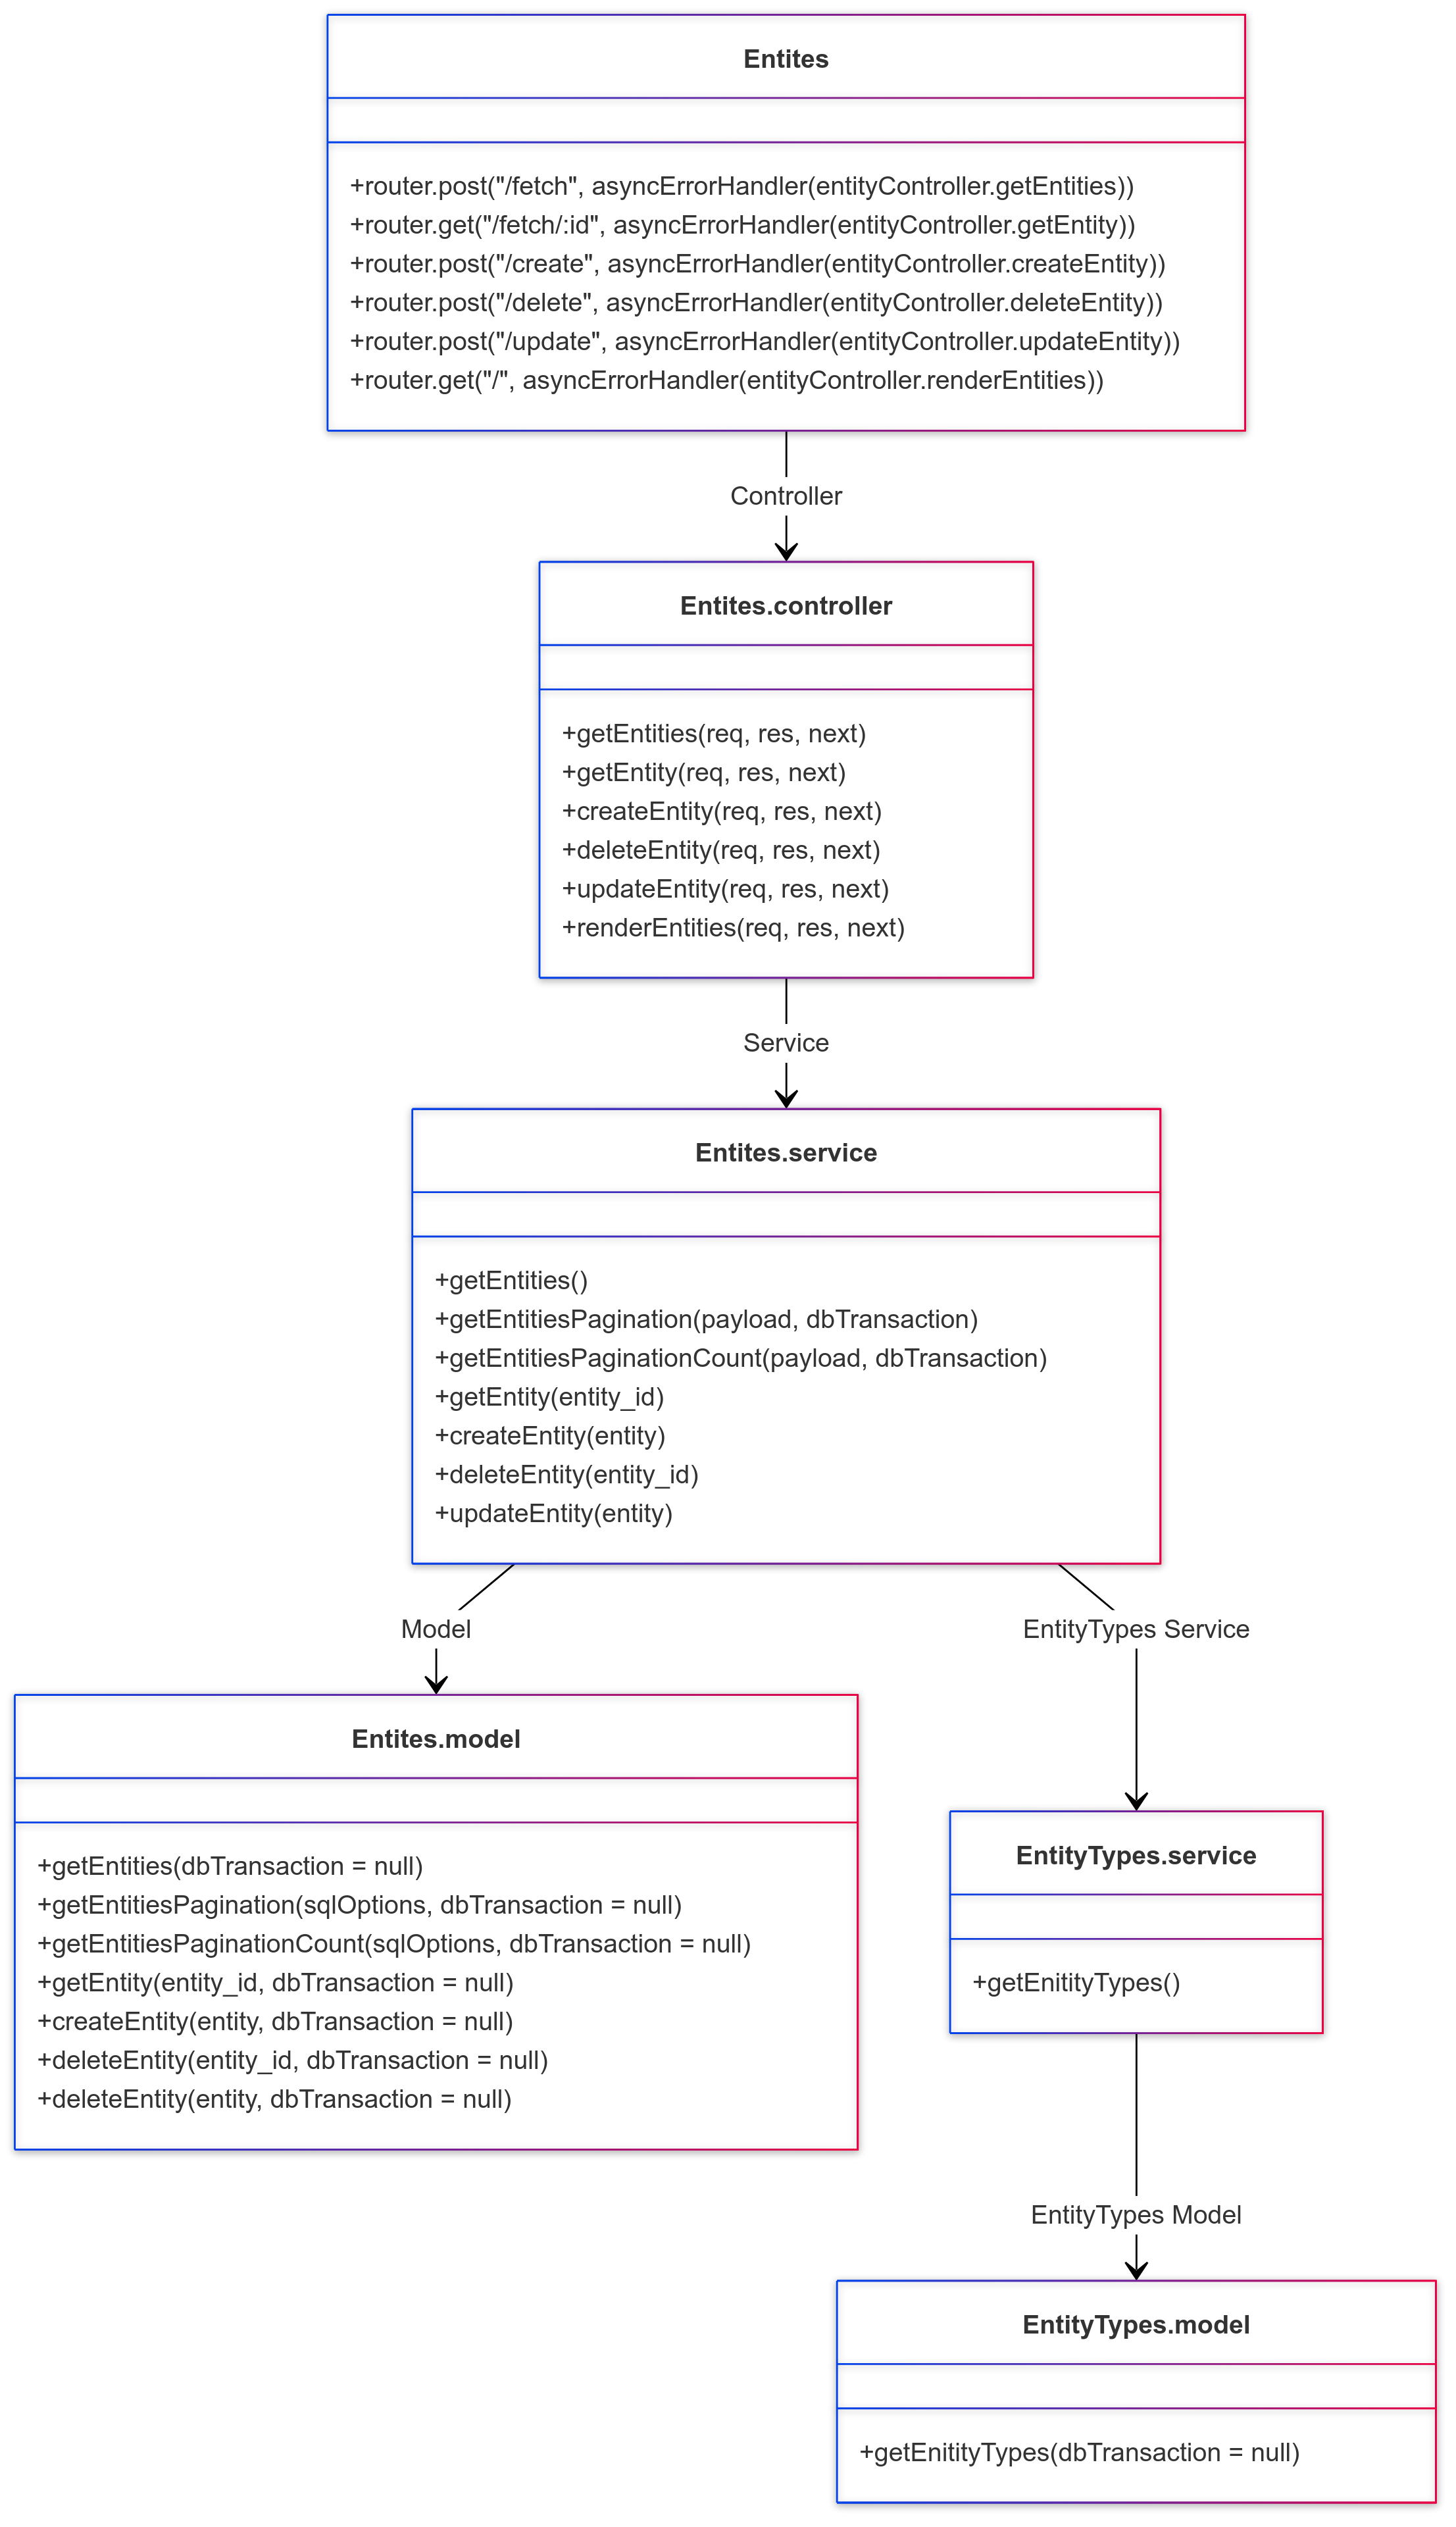 Entites
+router.post("/fetch", asyncErrorHandler(entityController.getEntities))
+router.get("/fetch/:id", asyncErrorHandler(entityController.getEntity))
+router.post("/create", asyncErrorHandler(entityController.createEntity))
+router.post("/delete", asyncErrorHandler(entityController.deleteEntity))
+router.post("/update", asyncErrorHandler(entityController.updateEntity))
+router.get("/", asyncErrorHandler(entityController.renderEntities))
Controller
Entites.controller
+getEntities(req, res, next)
+getEntity(req, res, next)
+createEntity(req, res, next)
+deleteEntity(req, res, next)
+updateEntity(req, res, next)
+renderEntities(req, res, next)
Service
Entites.service
+getEntities()
+getEntitiesPagination(payload, dbTransaction)
+getEntitiesPaginationCount(payload, dbTransaction)
+getEntity(entity_id)
+createEntity(entity)
+deleteEntity(entity_id)
+updateEntity(entity)
Model
EntityTypes Service
Entites.model
+getEntities(dbTransaction = null)
+getEntitiesPagination(sqlOptions, dbTransaction = null)
+getEntitiesPaginationCount(sqlOptions, dbTransaction = null)
+getEntity(entity_id, dbTransaction = null)
+createEntity(entity, dbTransaction = null)
+deleteEntity(entity_id, dbTransaction = null)
+deleteEntity(entity, dbTransaction = null)
EntityTypes.service
+getEnitityTypes()
EntityTypes Model
EntityTypes.model
+getEnitityTypes(dbTransaction = null)